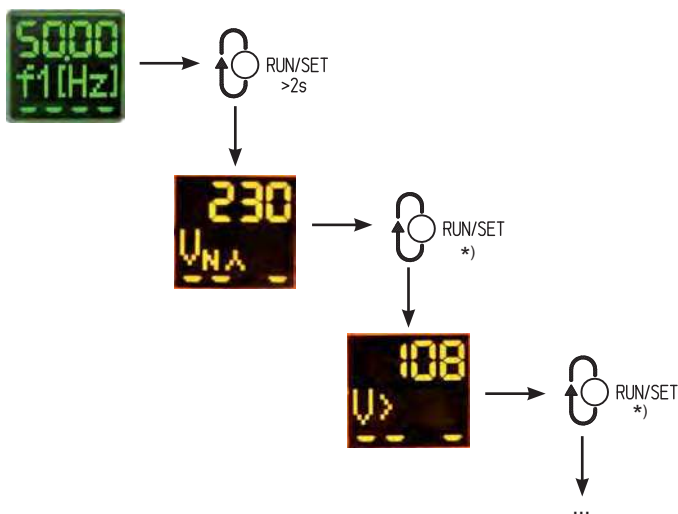 50.00
f1[Hz]
RUN/SET
>2s
230
VN⅄
RUN/SET
*)
108
V>
RUN/SET
*)
...